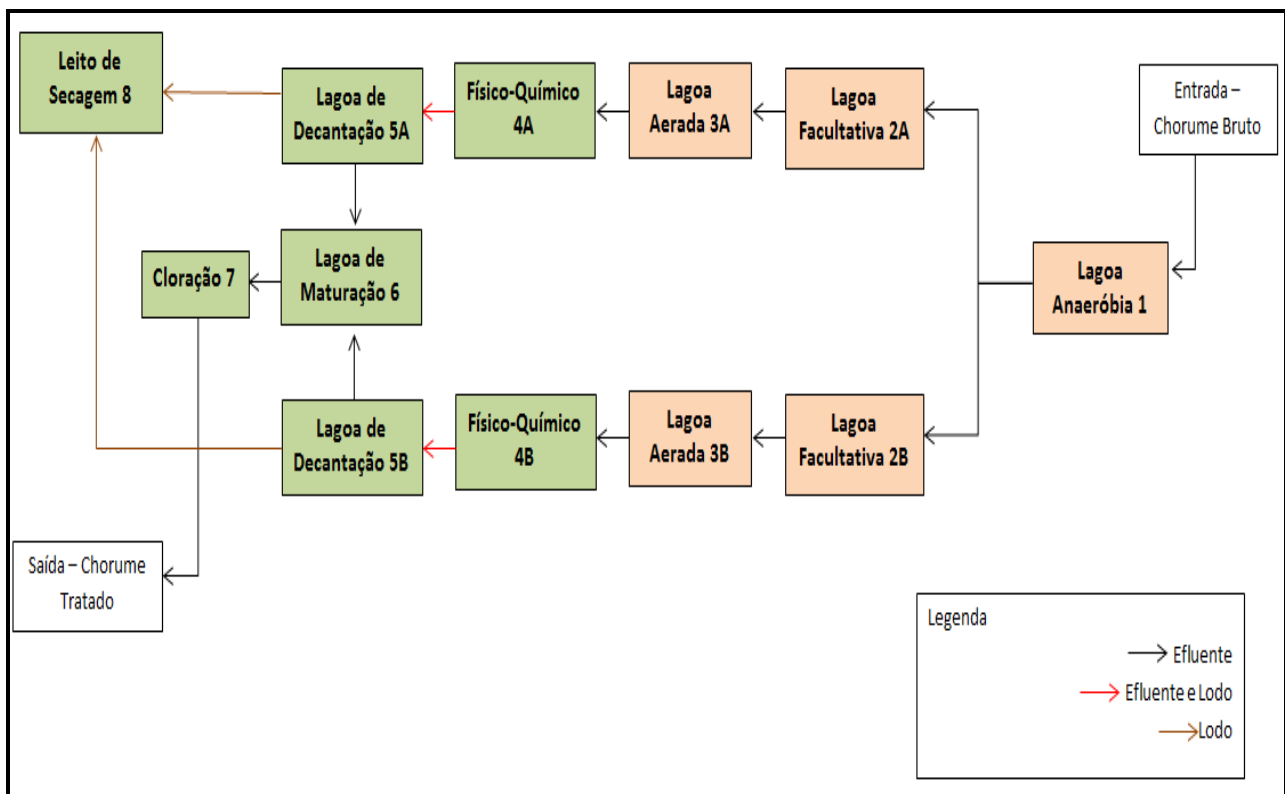 Leito de
Secagem 8
Lagoa de
Decantação 5A
Físico-Químico
4A
Lagoa
Aerada 3A
Lagoa
Facultativa 2A
Entrada –
Chorume Bruto
Cloração 7
Lagoa de
Maturação 6
Lagoa
Anaeróbia 1
Lagoa de
Decantação 5B
Físico-Químico
4B
Lagoa
Aerada 3B
Lagoa
Facultativa 2B
Saída – Chorume
Tratado
Legenda
Efluente
Efluente e Lodo
Lodo